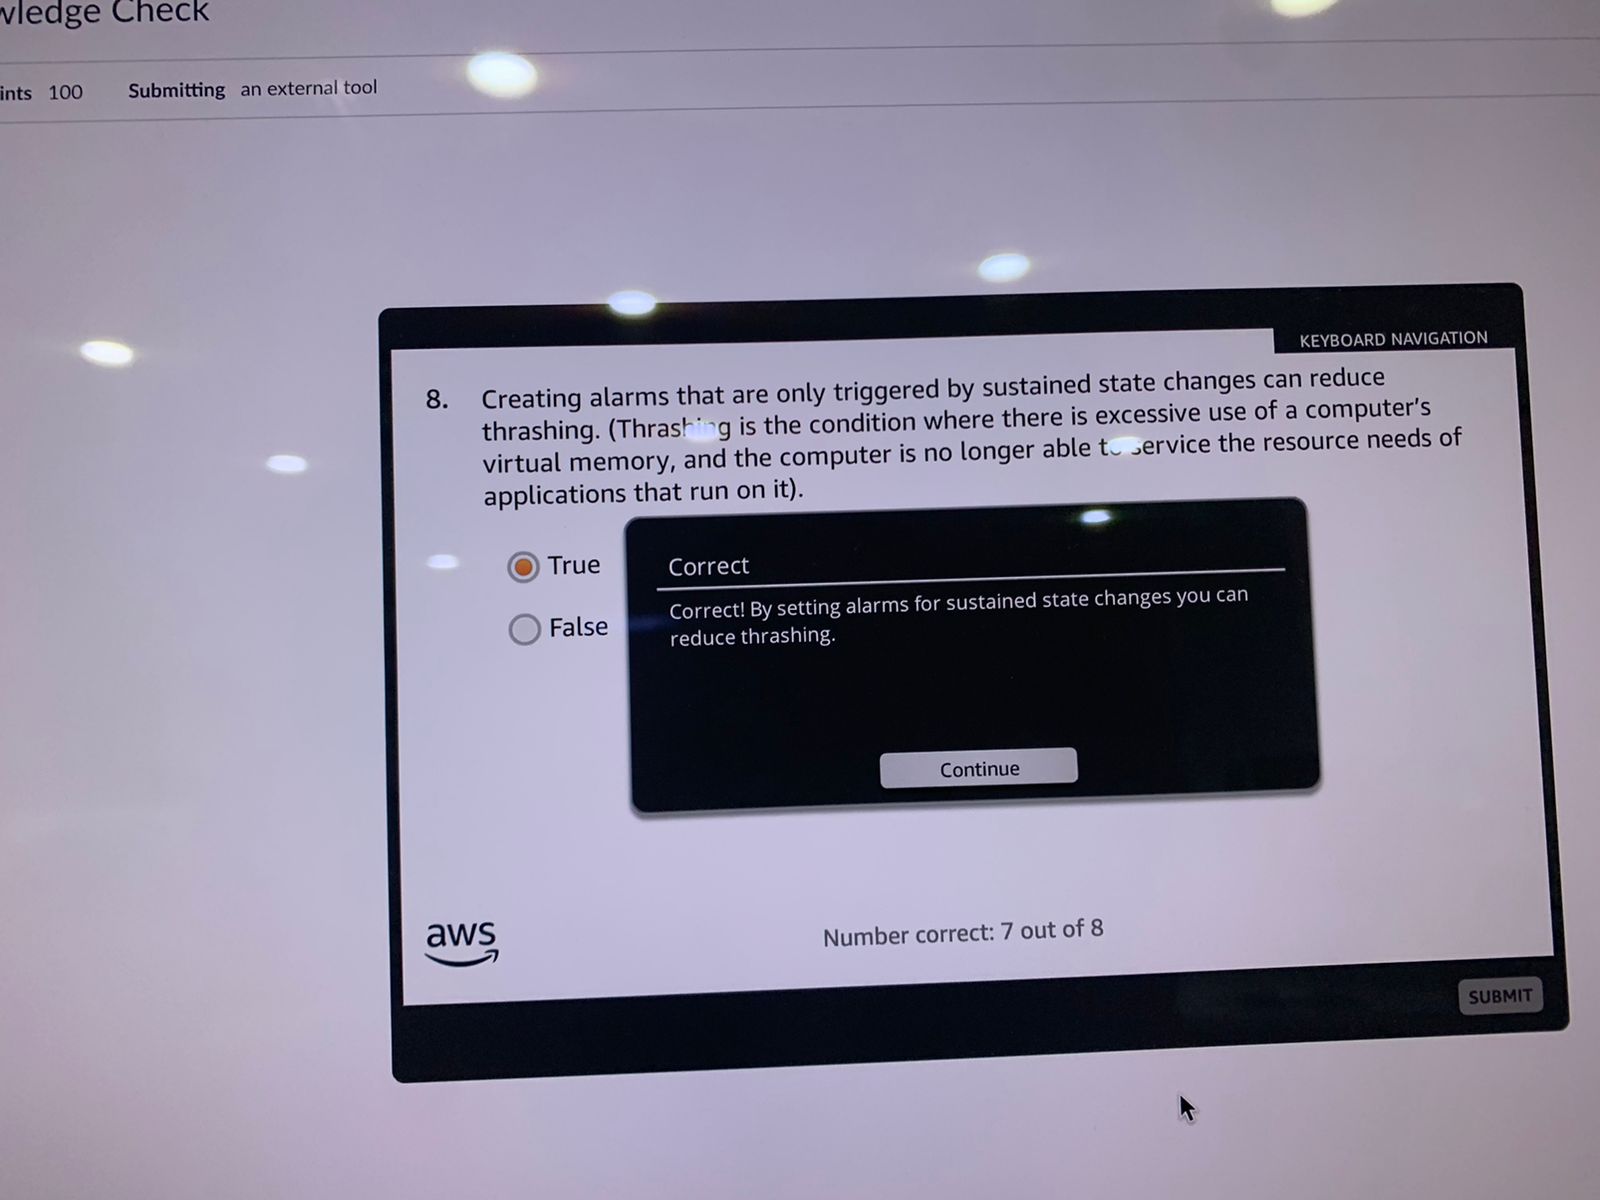 wledge Check
ints 100 Submitting an external tool
KEYBOARD NAVIGATION
8. Creating alarms that are only triggered by sustained state changes can reduce
thrashing. (Thrashing is the condition where there is excessive use of a computer's
virtual memory, and the computer is no longer able to service the resource needs of
applications that run on it).
True
False
Correct
Correct! By setting alarms for sustained state changes you can
reduce thrashing.
Continue
aws
Number correct: 7 out of 8
SUBMIT